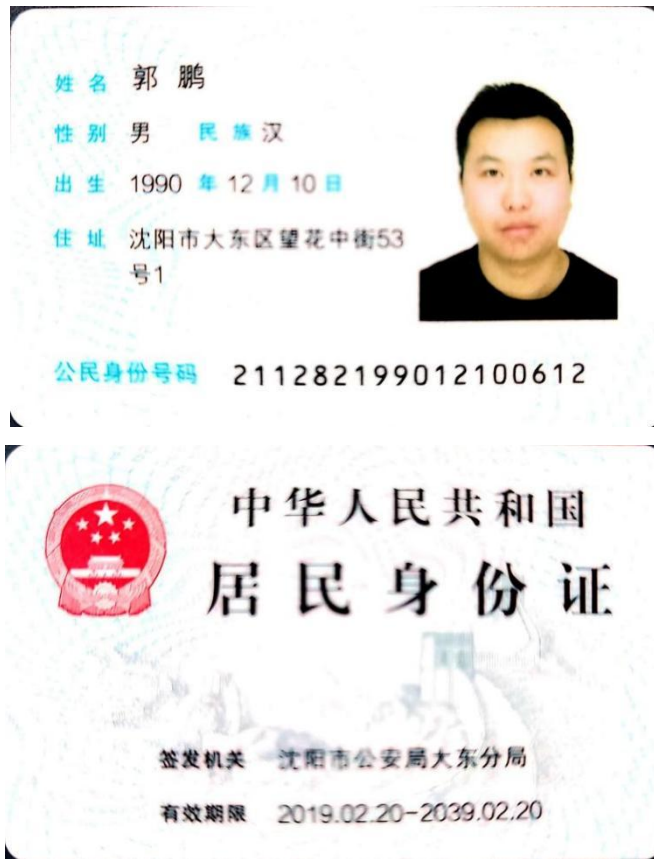 姓名 郭鹏
性别 男 民族 汉
出生 1990 年 12 月 10 日
住址 沈阳市大东区望花中街53
号1
公民身份号码 211282199012100612
中华人民共和国
居民身份证
签发机关 沈阳市公安局大东分局
有效期限 2019.02.20-2039.02.20